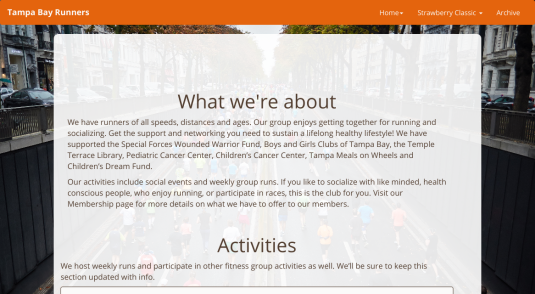 Tampa Bay Runners Home Strawberry Classic Archive
What we're about
We have runners of all speeds, distances and ages. Our group enjoys getting together for running and
socializing. Get the support and networking you need to sustain a lifelong healthy lifestyle! We have
supported the Special Forces Wounded Warrior Fund, Boys and Girls Clubs of Tampa Bay, the Temple
Terrace Library, Pediatric Cancer Center, Children's Cancer Center, Tampa Meals on Wheels and
Children's Dream Fund.
Our activities include social events and weekly group runs. If you like to socialize with like minded, health
conscious people, who enjoy running, or participate in races, this is the club for you. Visit our
Membership page for more details on what we have to offer to our members.
Activities
We host weekly runs and participate in other fitness group activities as well. We'll be sure to keep this
section updated with info.